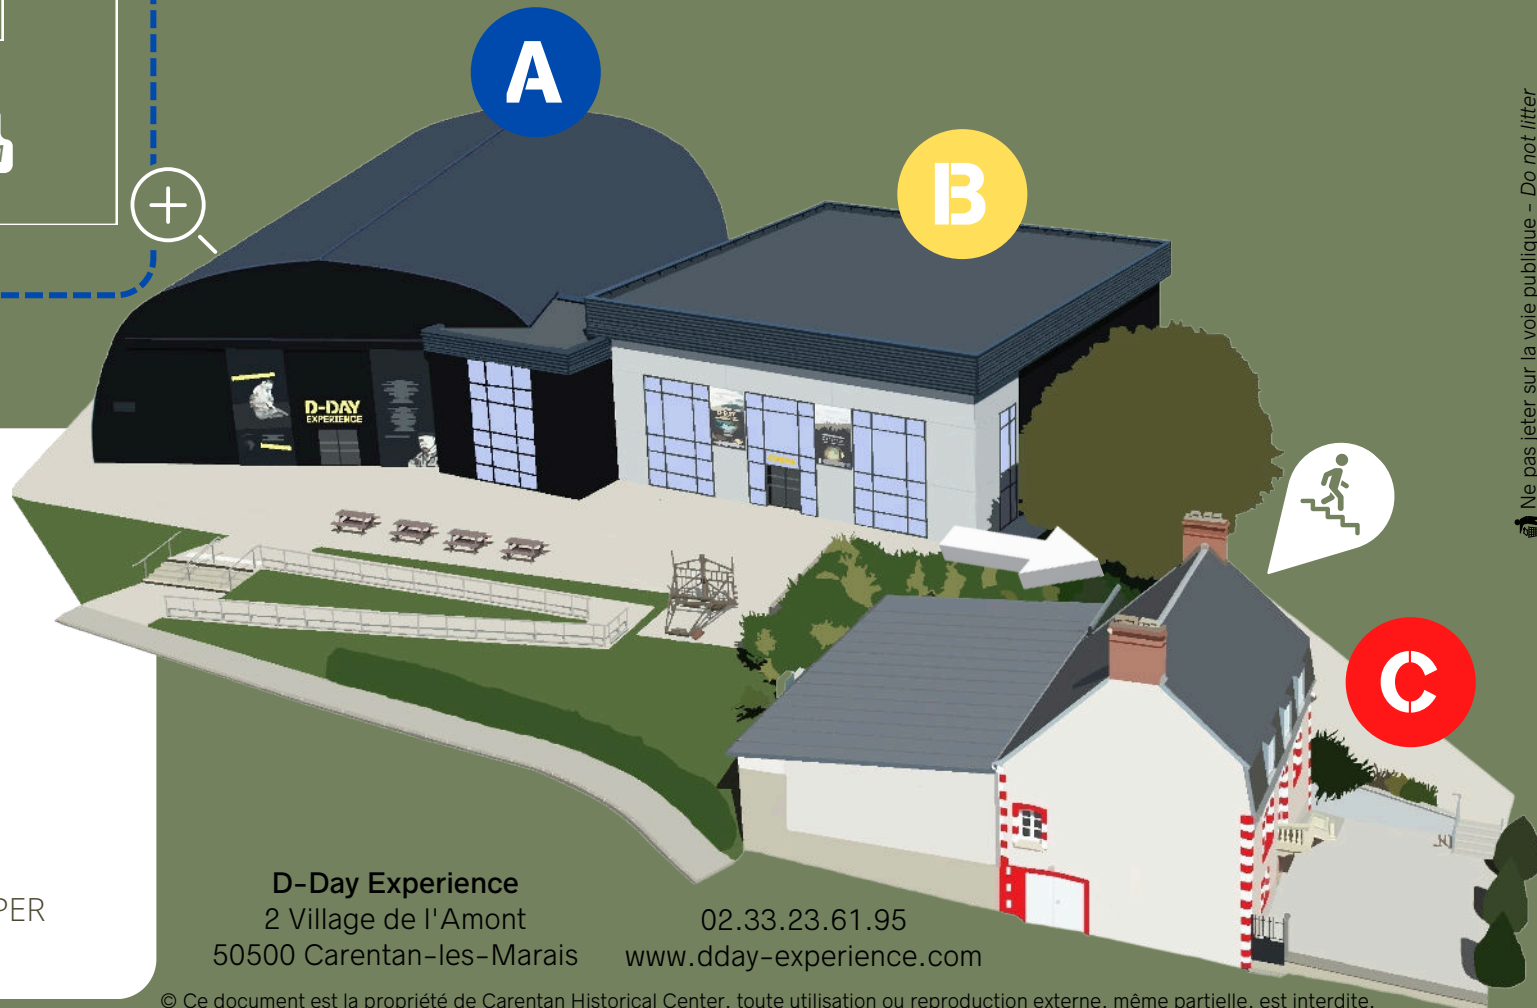 A
B
D-DAY
EXPERIENCE
C
Ne pas jeter sur la voie publique - Do not litter
PER
D-Day Experience
2 Village de l'Amont
50500 Carentan-les-Marais
02.33.23.61.95
www.dday-experience.com
© Ce document est la propriété de Carentan Historical Center, toute utilisation ou reproduction externe, même partielle, est interdite.